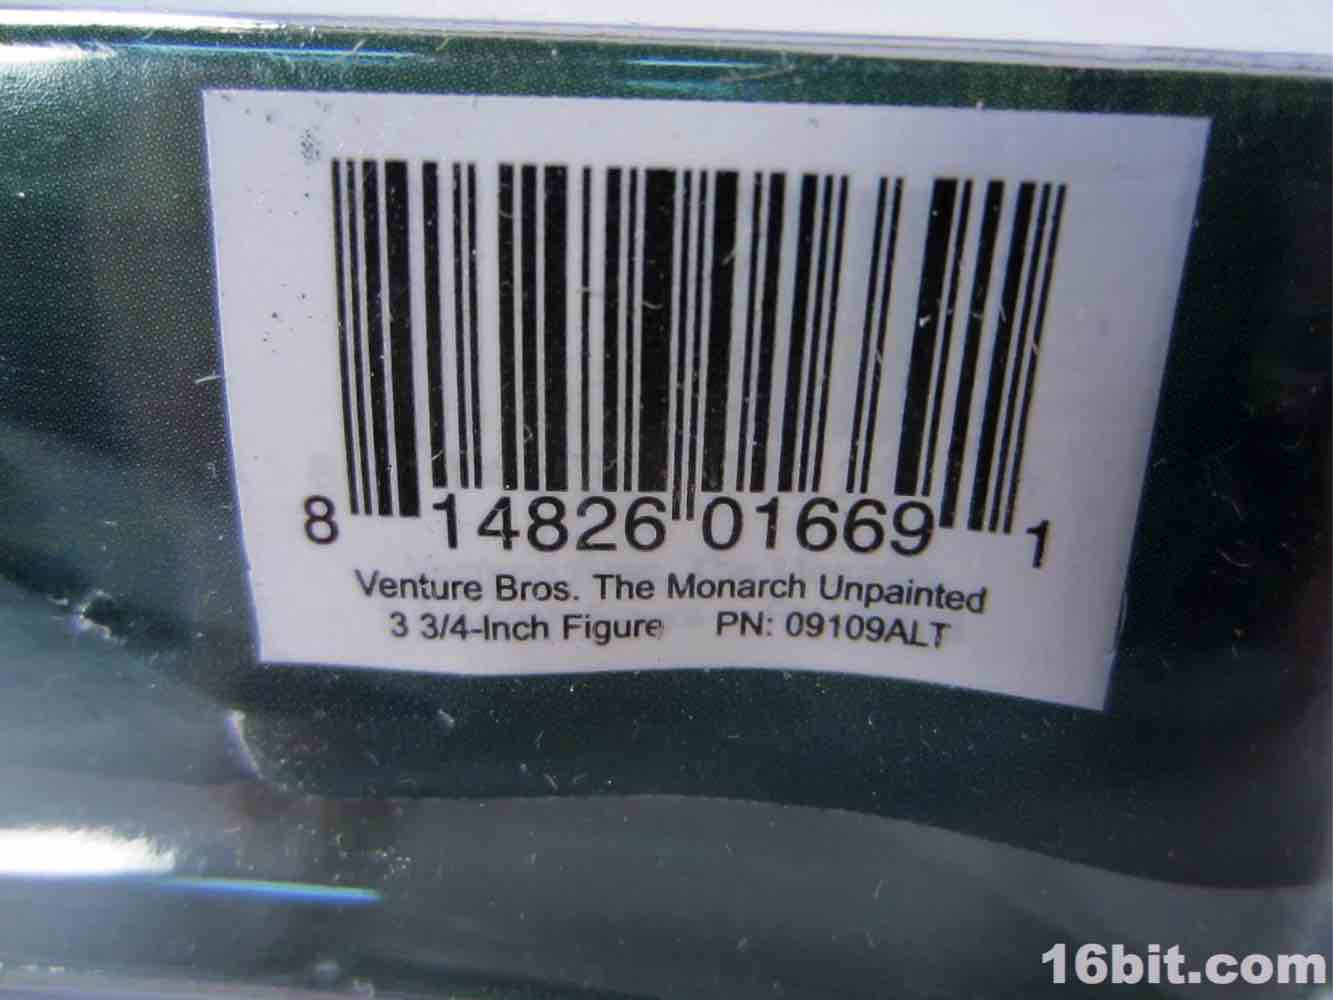 8 14826 01669 1
Venture Bros. The Monarch Unpainted
3 3/4-Inch Figure PN: 09109ALT
16bit.com